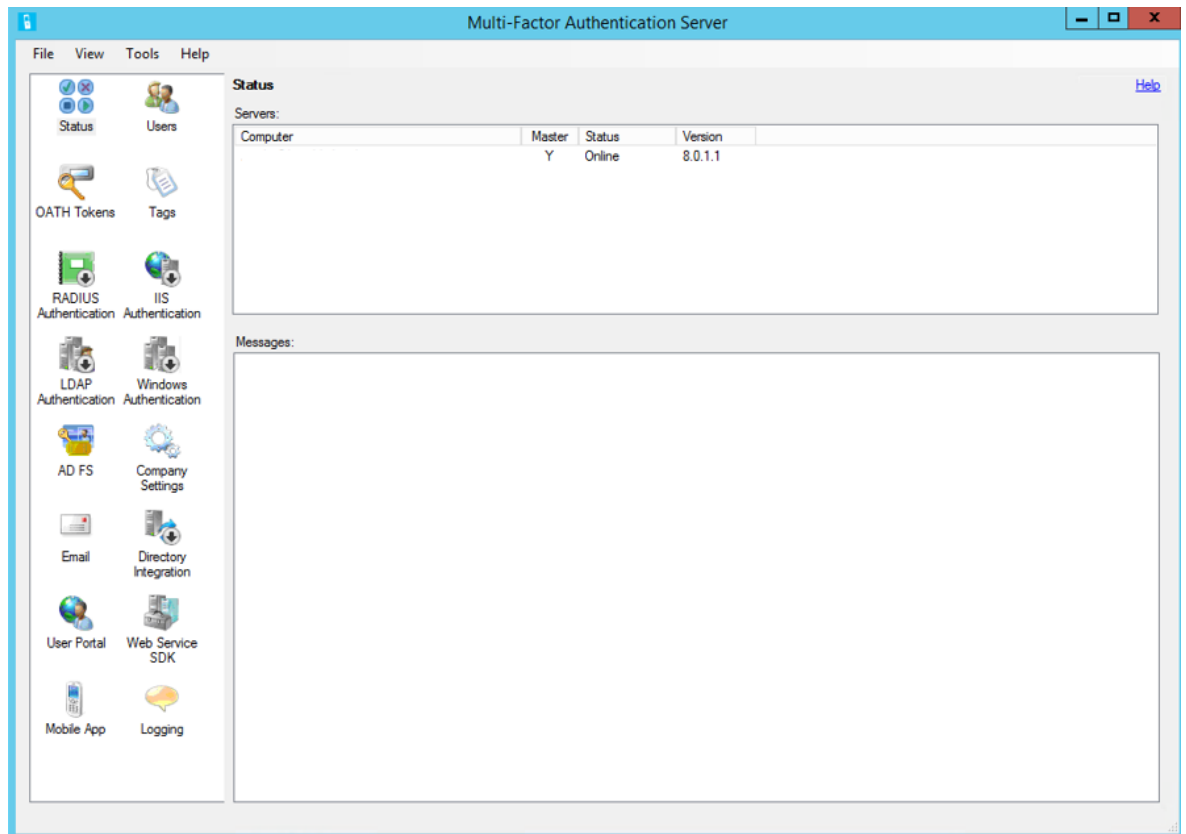 Multi-Factor Authentication Server
File View Tools Help
Status
Users
OATH Tokens
Tags
RADIUS
Authentication
IIS
Authentication
LDAP
Authentication
Windows
Authentication
AD FS
Company
Settings
Email
Directory
Integration
User Portal
Web Service
SDK
Mobile App
Logging
Status
Help
Servers:
Computer Master Status Version
Y Online 8.0.1.1
Messages: